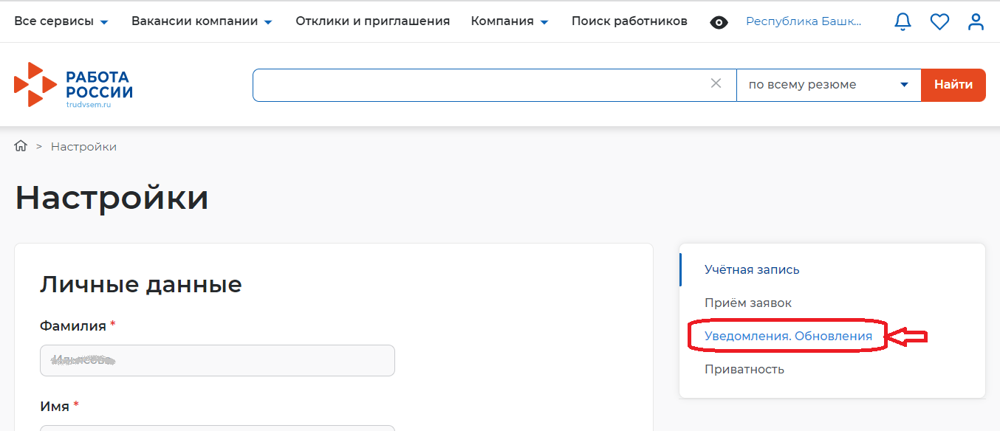 Все сервисы Вакансии компании Отклики и приглашения Компания Поиск работников Республика Башк...
РАБОТА
РОССИИ
trudvsem.ru
по всему резюме Найти
> Настройки
Настройки
Личные данные
Фамилия *
Имя *
Учётная запись
Приём заявок
Уведомления. Обновления
Приватность